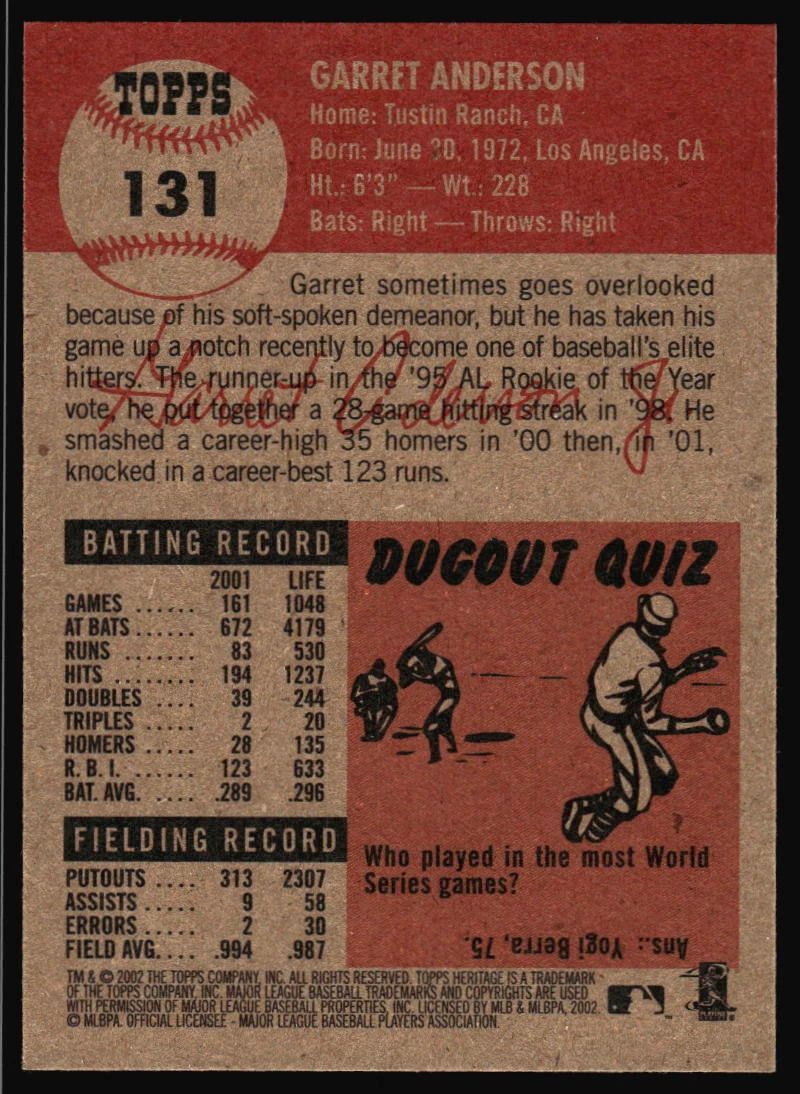 TOPPS
131
GARRET ANDERSON
Home: Tustin Ranch, CA
Born: June 30, 1972, Los Angeles, CA
Ht.: 6'3" — Wt.: 228
Bats: Right — Throws: Right
Garret sometimes goes overlooked
because of his soft-spoken demeanor, but he has taken his
game up a notch recently to become one of baseball's elite
hitters. The runner-up in the '95 AL Rookie of the Year
vote, he put together a 28-game hitting streak in '98. He
smashed a career-high 35 homers in '00 then, in '01,
knocked in a career-best 123 runs.
Garret Anderson Jr.
BATTING RECORD
2001 LIFE
GAMES ...... 161 1048
AT BATS ...... 672 4179
RUNS ....... 83 530
HITS ........ 194 1237
DOUBLES .... 39 244
TRIPLES ..... 2 20
HOMERS ..... 28 135
R.B.I. ...... 123 633
BAT. AVG. .... .289 .296
FIELDING RECORD
PUTOUTS .... 313 2307
ASSISTS ..... 9 58
ERRORS ..... 2 30
FIELD AVG. ... .994 .987
DUGOUT QUIZ
Who played in the most World
Series games?
Ans.: Yogi Berra, 75.
TM & © 2002 THE TOPPS COMPANY, INC. ALL RIGHTS RESERVED. TOPPS HERITAGE IS A TRADEMARK
OF THE TOPPS COMPANY, INC. MAJOR LEAGUE BASEBALL TRADEMARKS AND COPYRIGHTS ARE USED
WITH PERMISSION OF MAJOR LEAGUE BASEBALL PROPERTIES, INC. LICENSED BY MLB & MLBPA, 2002.
© MLBPA. OFFICIAL LICENSEE - MAJOR LEAGUE BASEBALL PLAYERS ASSOCIATION.